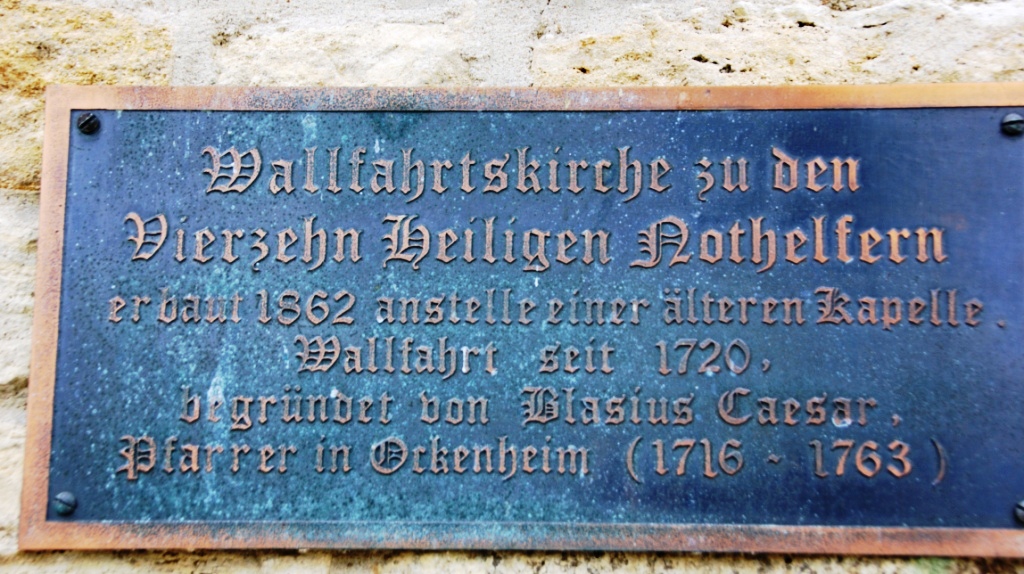 Wallfahrtskirche zu den
Vierzehn Heiligen Nothelfern
erbaut 1862 anstelle einer älteren Kapelle.
Wallfahrt seit 1720,
begründet von Blasius Caesar,
Pfarrer in Ockenheim (1716 - 1763)